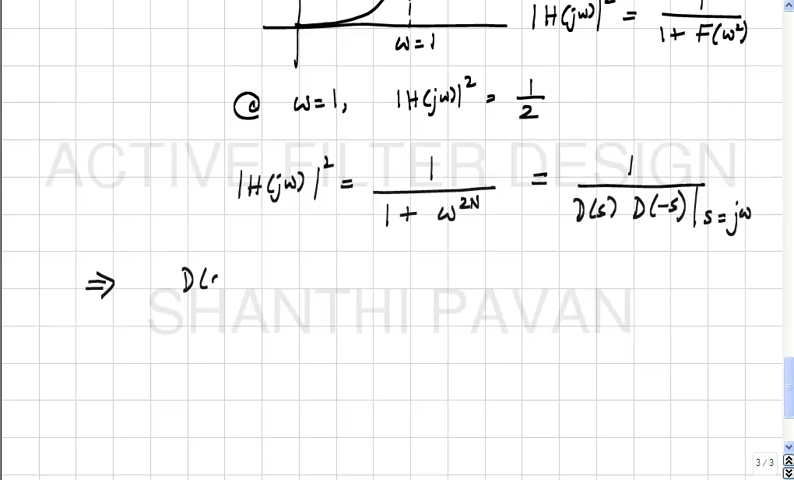 |H(jω)|² = 1/(1 + F(ω²))
ω=1
@ ω=1, |H(jω)|² = 1/2
ACTIVE FILTER DESIGN
|H(jω)|² = 1/(1 + ω^2N) = 1/(D(s) D(-s))|s=jω
⇒ D(
SHANTHI PAVAN
3 / 3